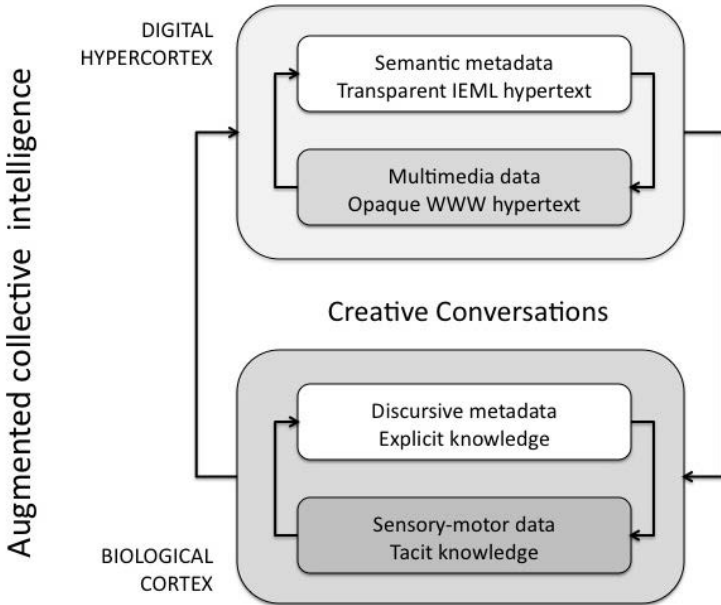 Augmented collective intelligence
DIGITAL
HYPERCORTEX
Semantic metadata
Transparent IEML hypertext
Multimedia data
Opaque WWW hypertext
Creative Conversations
Discursive metadata
Explicit knowledge
Sensory-motor data
Tacit knowledge
BIOLOGICAL
CORTEX